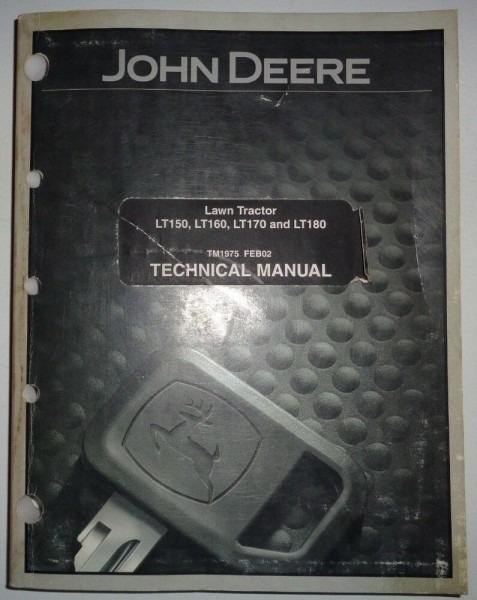 JOHN DEERE
Lawn Tractor
LT150, LT160, LT170 and LT180
TM1975 FEB02
TECHNICAL MANUAL